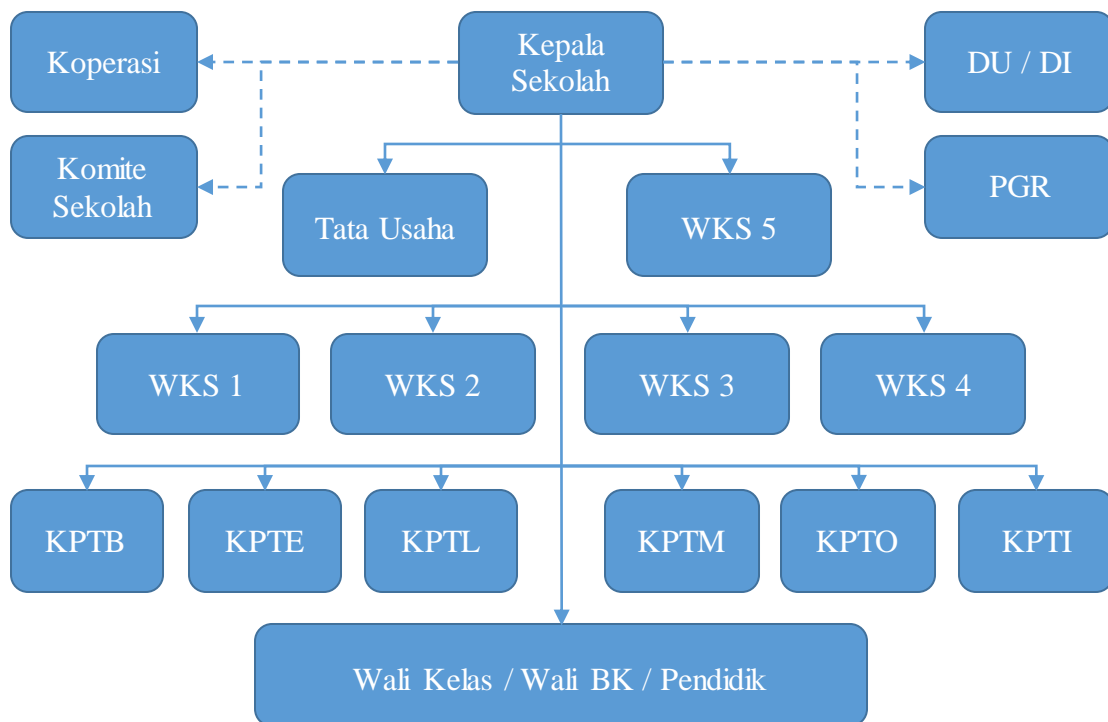 Koperasi
Kepala
Sekolah
DU / DI
Komite
Sekolah
PGR
Tata Usaha
WKS 5
WKS 1
WKS 2
WKS 3
WKS 4
KPTB
KPTE
KPTL
KPTM
KPTO
KPTI
Wali Kelas / Wali BK / Pendidik